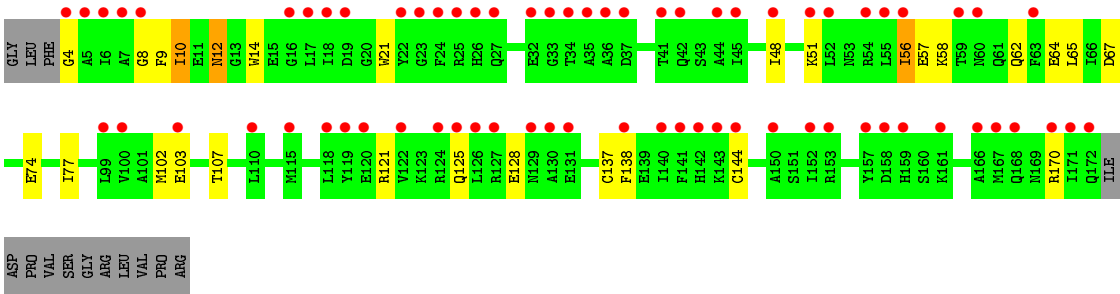 GLY LEU PHE G4 A5 I6 A7 G8 F9 I10 E11 N12 G13 W14 E15 G16 L17 I18 D19 G20 W21 Y22 G23 F24 R25 H26 Q27 E32 G33 T34 A35 A36 D37 T41 Q42 S43 A44 I45 I48 K51 L52 N53 R54 L55 I56 E57 K58 T59 N60 Q61 Q62 F63 E64 L65 I66 D67
E74 I77 L99 V100 A101 M102 E103 T107 L110 M115 L118 Y119 E120 R121 V122 K123 R124 Q125 L126 R127 E128 N129 A130 E131 C137 F138 E139 I140 F141 H142 K143 C144 A150 S151 I152 R153 Y157 D158 H159 S160 K161 A166 M167 Q168 N169 R170 I171 Q172 ILE
ASP PRO VAL SER GLY ARG LEU VAL PRO ARG